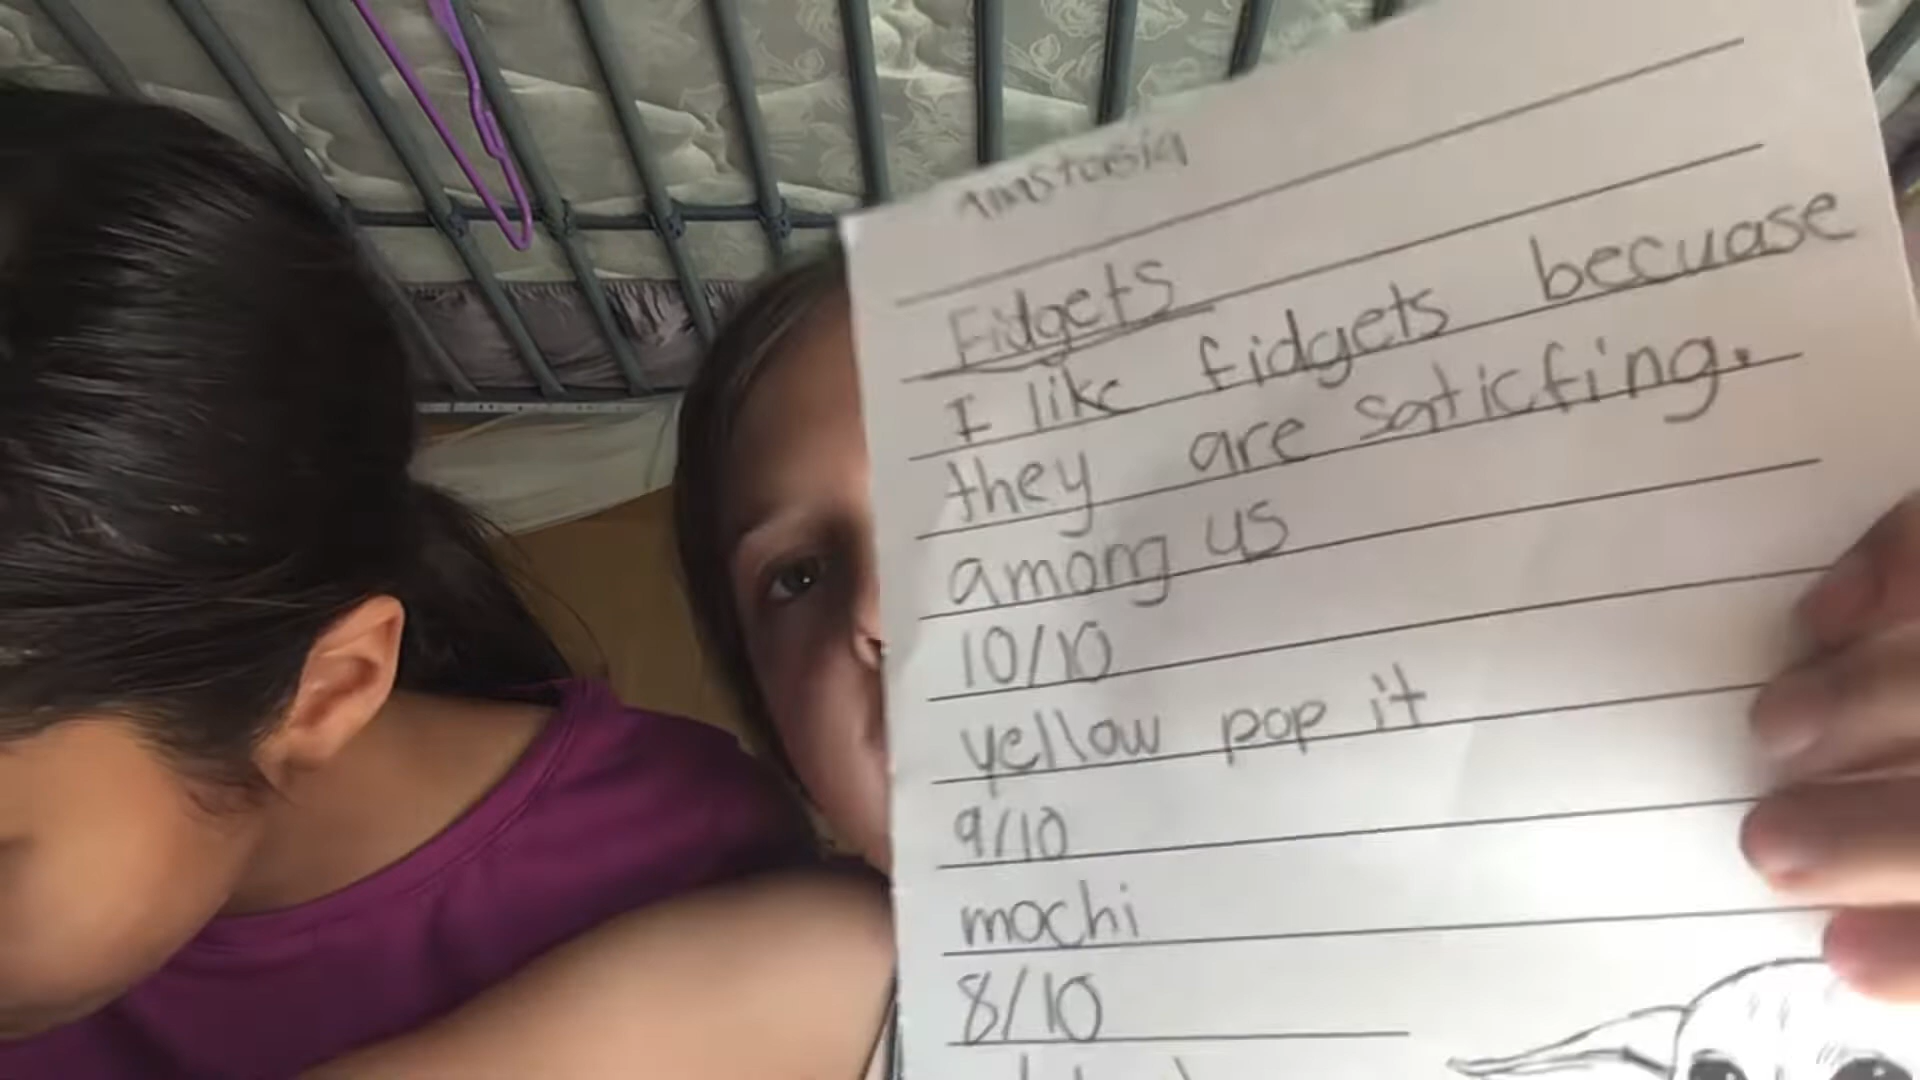 Fidgets
I like fidgets becuase
they are saticfing.
among us
10/10
yellow pop it
9/10
mochi
8/10